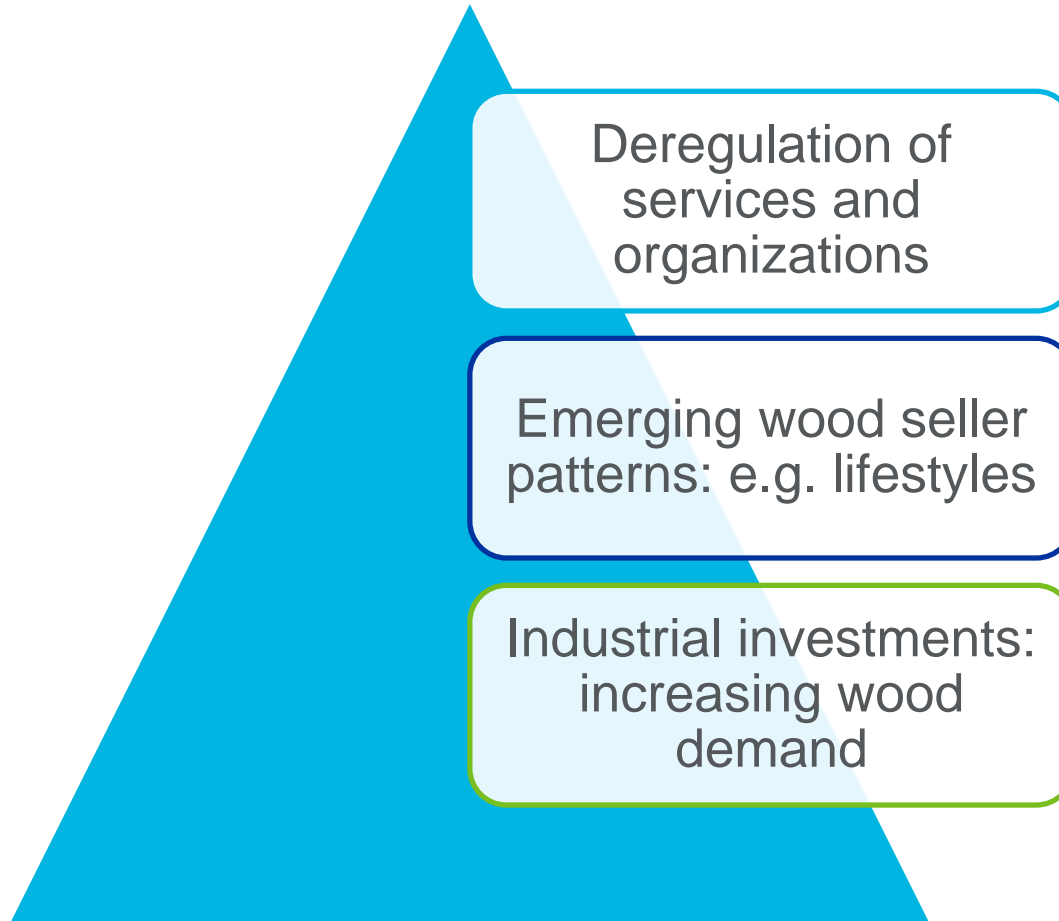 Deregulation of
services and
organizations
Emerging wood seller
patterns: e.g. lifestyles
Industrial investments:
increasing wood
demand